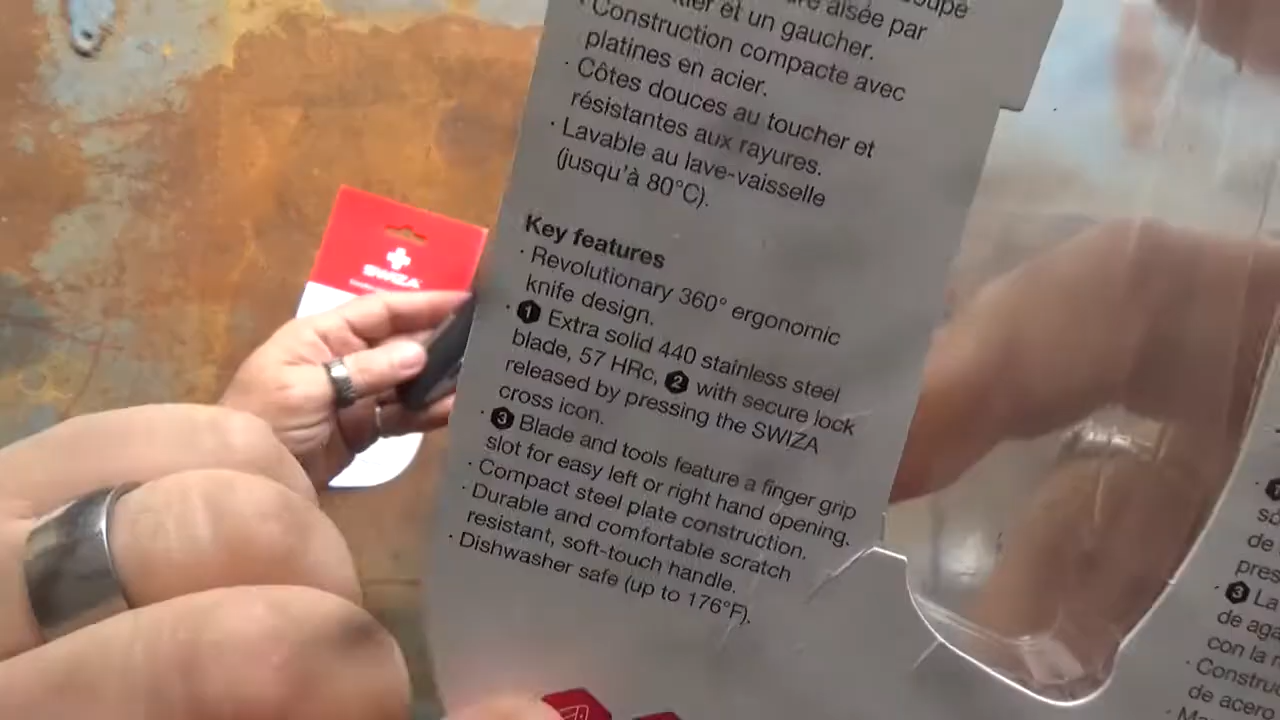 aisée par
et un gaucher.
· Construction compacte avec
platines en acier.
· Côtes douces au toucher et
résistantes aux rayures.
· Lavable au lave-vaisselle
(jusqu'à 80°C).
Key features
· Revolutionary 360° ergonomic
knife design.
· 1 Extra solid 440 stainless steel
blade, 57 HRc, 2 with secure lock
released by pressing the SWIZA
cross icon.
· 3 Blade and tools feature a finger grip
slot for easy left or right hand opening.
· Compact steel plate construction.
· Durable and comfortable scratch
resistant, soft-touch handle.
· Dishwasher safe (up to 176°F).
SWIZA
de
3 La
de
con la
de acero